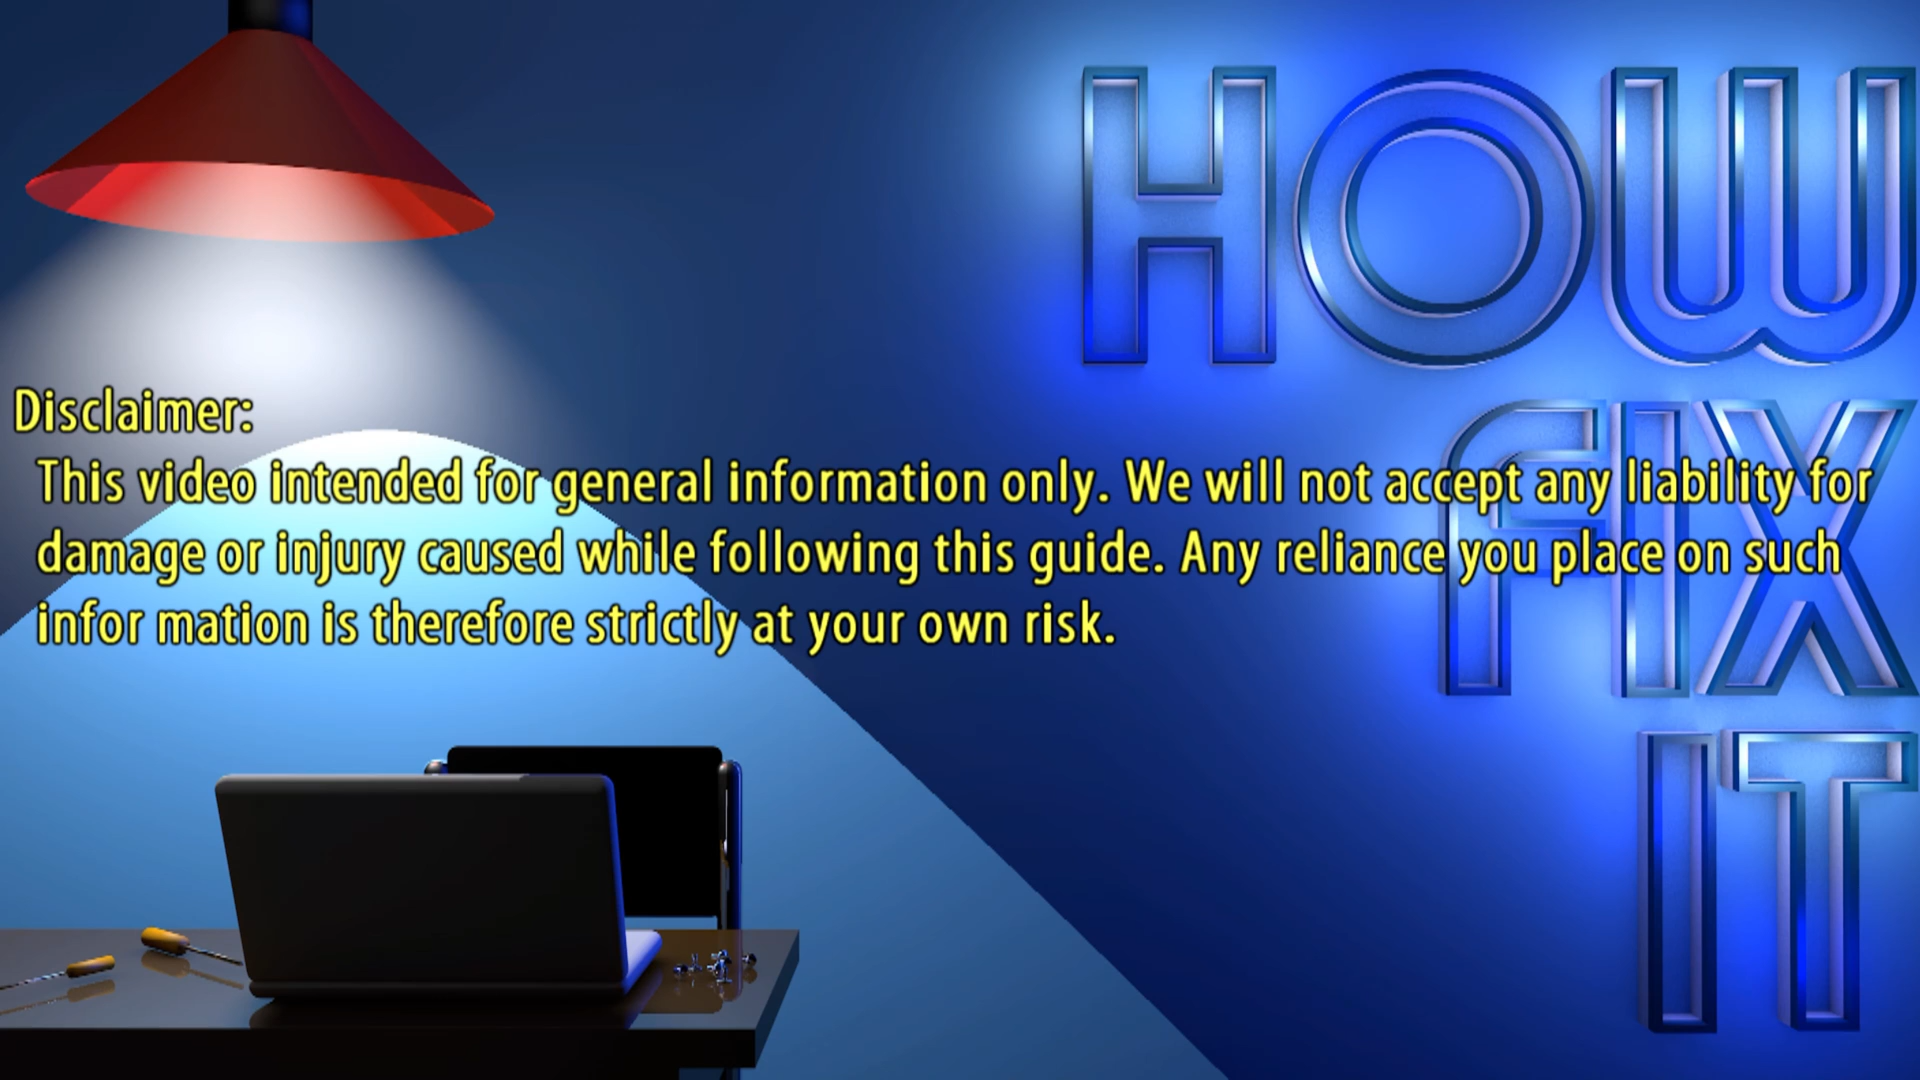 HOW
FIX
IT
Disclaimer:
This video intended for general information only. We will not accept any liability for
damage or injury caused while following this guide. Any reliance you place on such
infor mation is therefore strictly at your own risk.